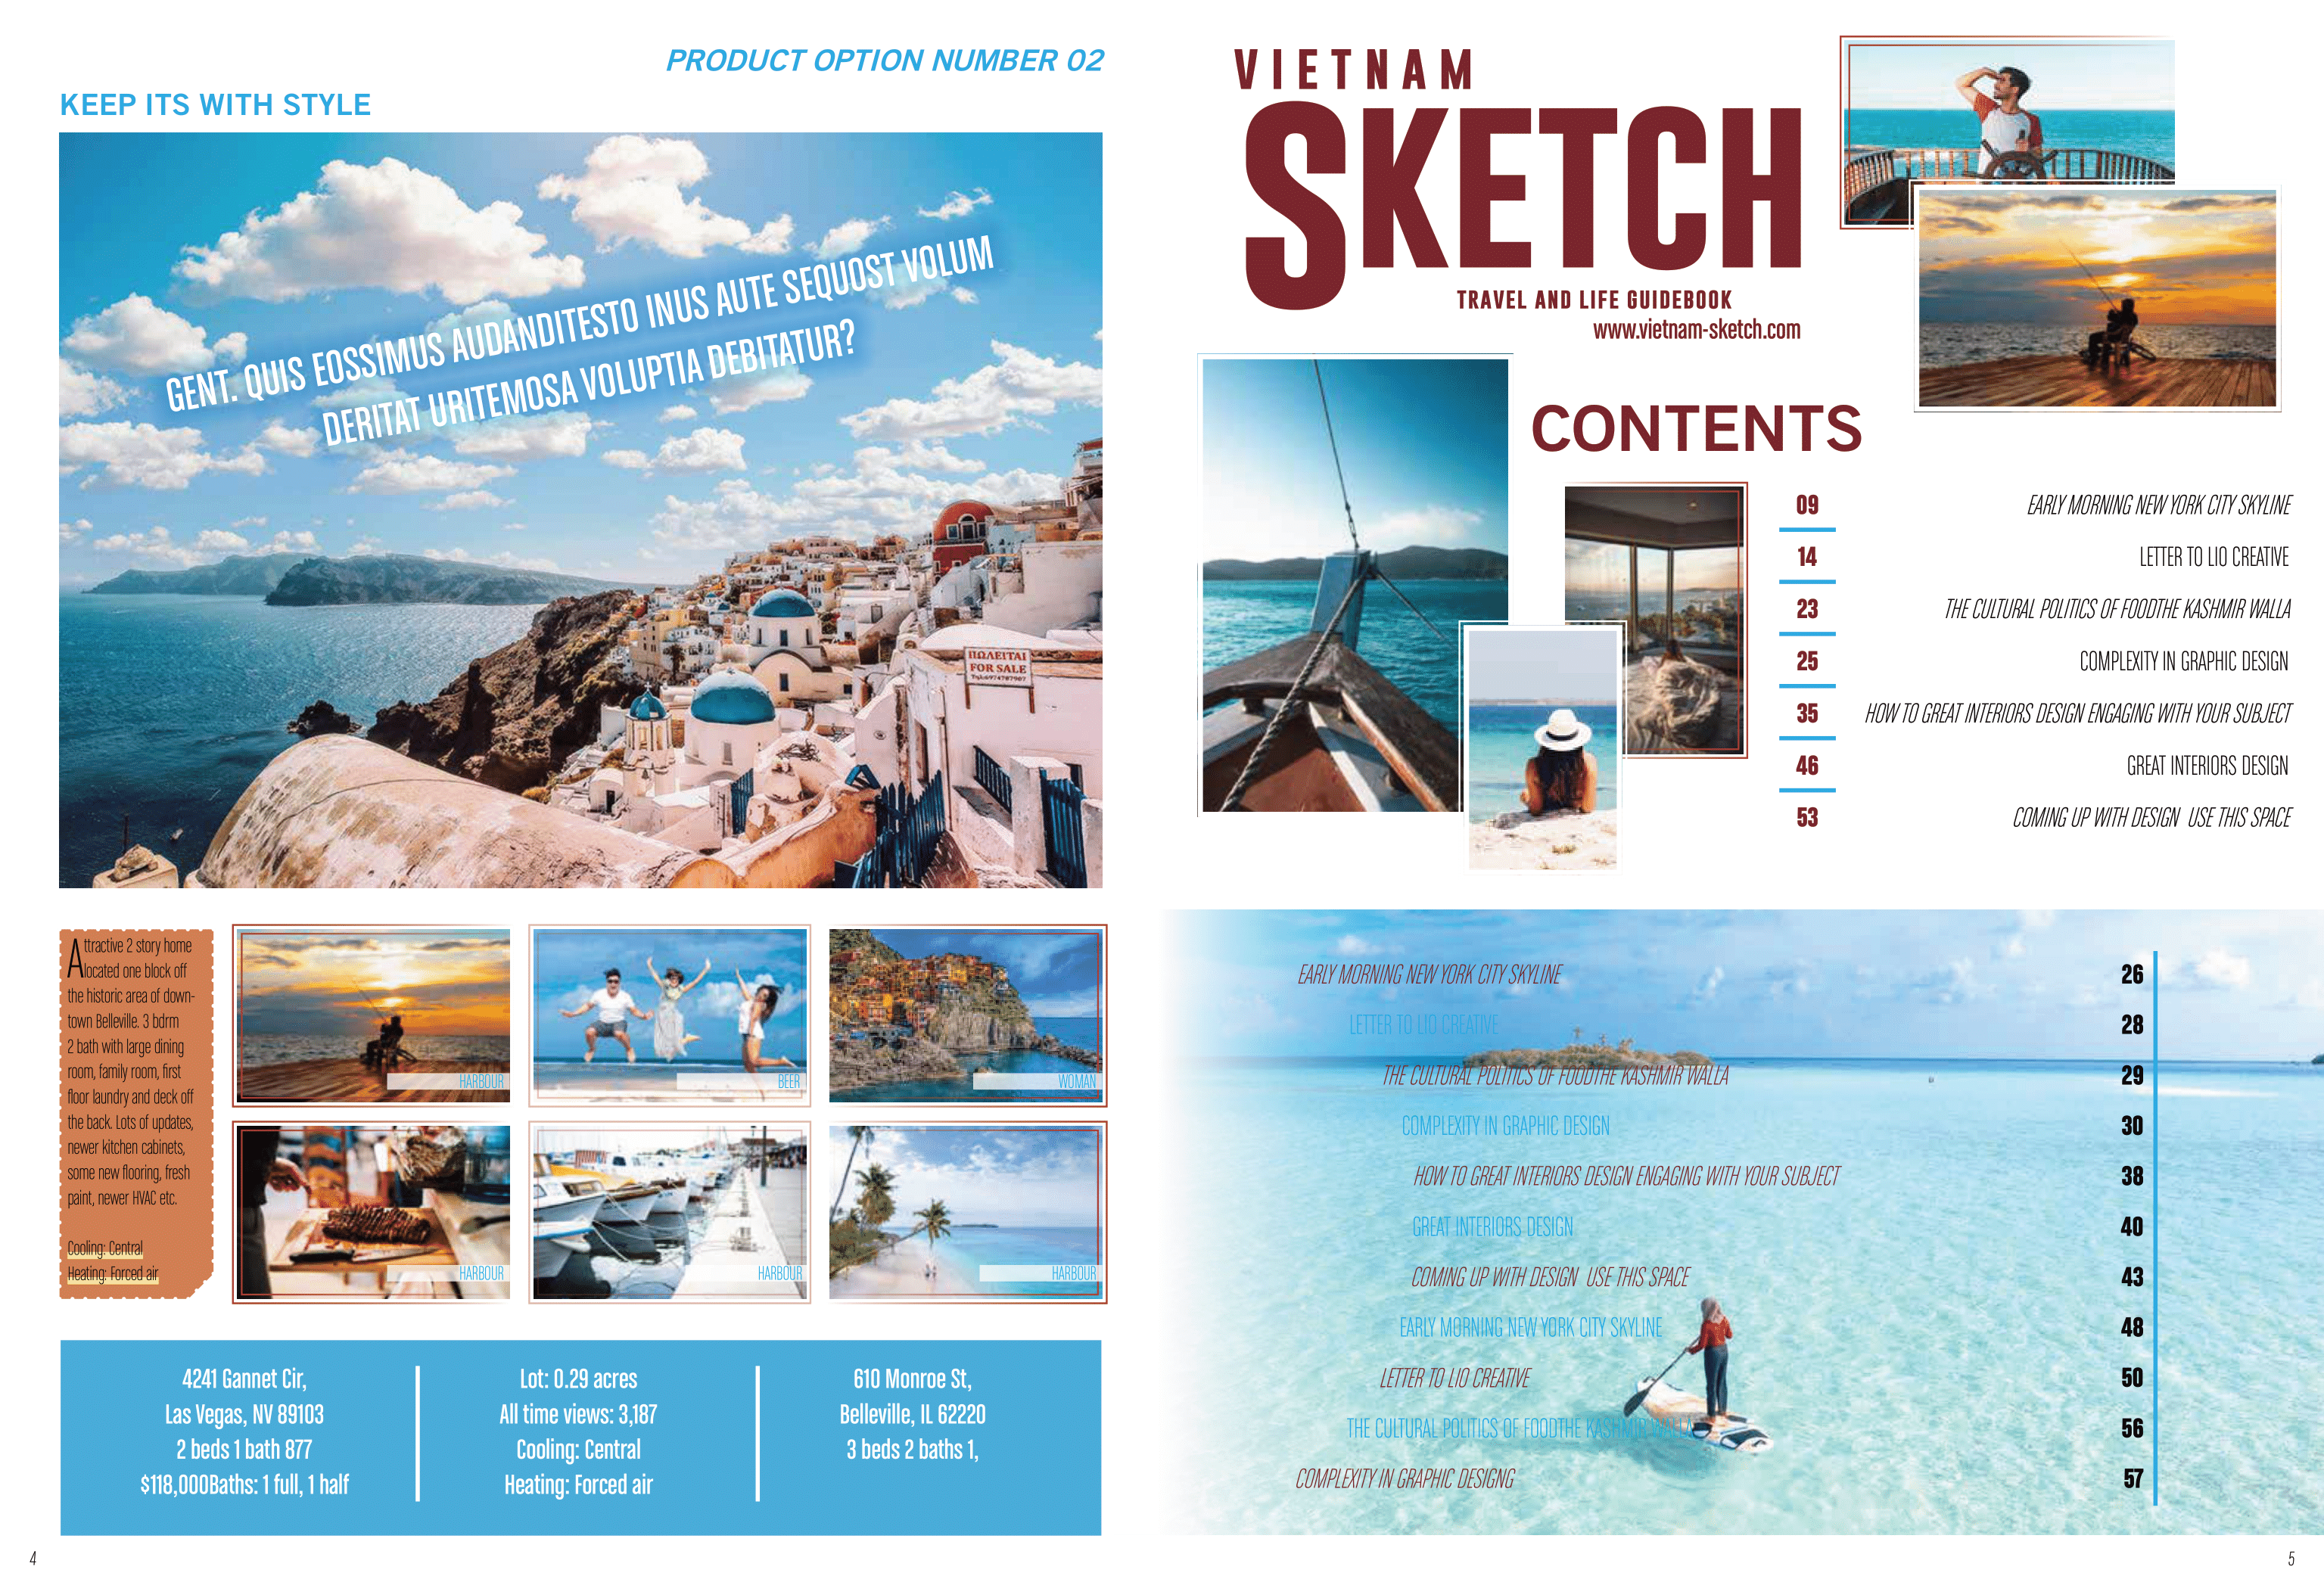 PRODUCT OPTION NUMBER 02
KEEP ITS WITH STYLE
GENT. QUIS EOSSIMUS AUDANDITESTO INUS AUTE SEQUOST VOLUM
DERITAT URITEMOSA VOLUPTIA DEBITATUR?
ΠΩΛΕΙΤΑΙ
FOR SALE
Τηλ:6974707907
Attractive 2 story home
located one block off
the historic area of down-
town Belleville. 3 bdrm
2 bath with large dining
room, family room, first
floor laundry and deck off
the back. Lots of updates,
newer kitchen cabinets,
some new flooring, fresh
paint, newer HVAC etc.
Cooling: Central
Heating: Forced air
HARBOUR
BEER
WOMAN
HARBOUR
HARBOUR
HARBOUR
4241 Gannet Cir,
Las Vegas, NV 89103
2 beds 1 bath 877
$118,000Baths: 1 full, 1 half
Lot: 0.29 acres
All time views: 3,187
Cooling: Central
Heating: Forced air
610 Monroe St,
Belleville, IL 62220
3 beds 2 baths 1,
4
VIETNAM
SKETCH
TRAVEL AND LIFE GUIDEBOOK
www.vietnam-sketch.com
CONTENTS
09 EARLY MORNING NEW YORK CITY SKYLINE
14 LETTER TO LIO CREATIVE
23 THE CULTURAL POLITICS OF FOODTHE KASHMIR WALLA
25 COMPLEXITY IN GRAPHIC DESIGN
35 HOW TO GREAT INTERIORS DESIGN ENGAGING WITH YOUR SUBJECT
46 GREAT INTERIORS DESIGN
53 COMING UP WITH DESIGN  USE THIS SPACE
EARLY MORNING NEW YORK CITY SKYLINE 26
LETTER TO LIO CREATIVE 28
THE CULTURAL POLITICS OF FOODTHE KASHMIR WALLA 29
COMPLEXITY IN GRAPHIC DESIGN 30
HOW TO GREAT INTERIORS DESIGN ENGAGING WITH YOUR SUBJECT 38
GREAT INTERIORS DESIGN 40
COMING UP WITH DESIGN  USE THIS SPACE 43
EARLY MORNING NEW YORK CITY SKYLINE 48
LETTER TO LIO CREATIVE 50
THE CULTURAL POLITICS OF FOODTHE KASHMIR WALLA 56
COMPLEXITY IN GRAPHIC DESIGNG 57
5